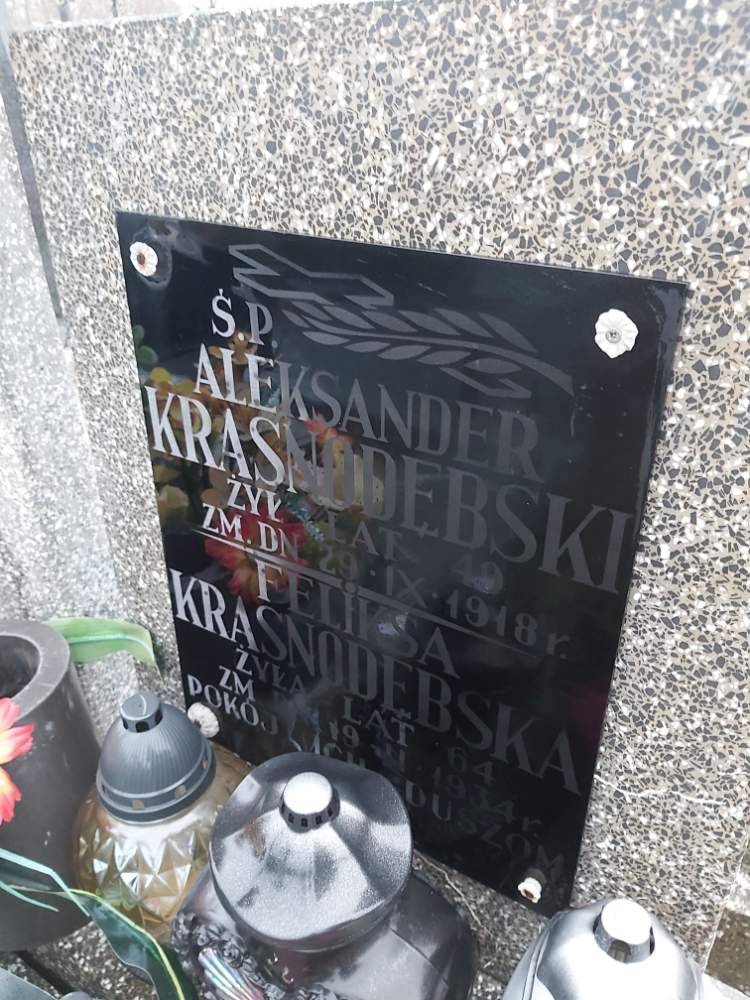 Ś.P
ALEKSANDER
KRASNODĘBSKI
ŻYŁ LAT 49
ZM. DN 29.IX.1918 r.
FELIKSA
KRASNODĘBSKA
ŻYŁA LAT 64
ZM 19 1934 r.
POKÓJ ICH DUSZOM